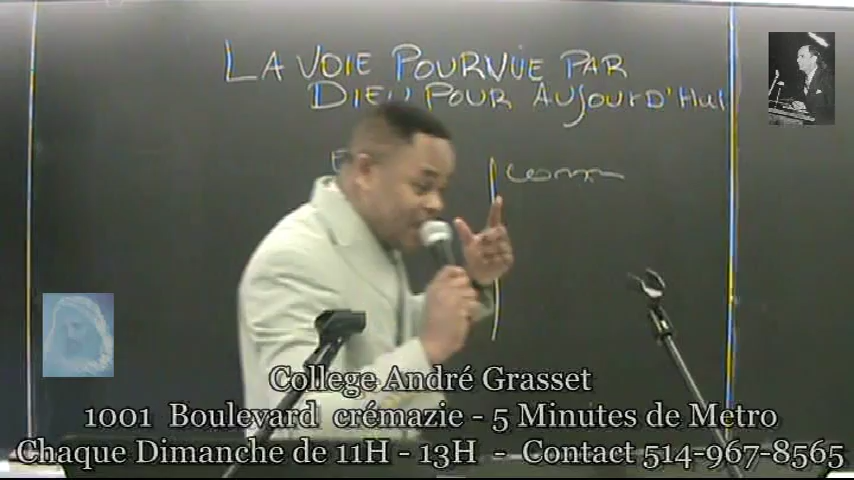 LA VOIE POURVUE PAR
DIEU POUR AUJOURD'HUI
College André Grasset
1001 Boulevard crémazie - 5 Minutes de Metro
Chaque Dimanche de 11H - 13H - Contact 514-967-8565